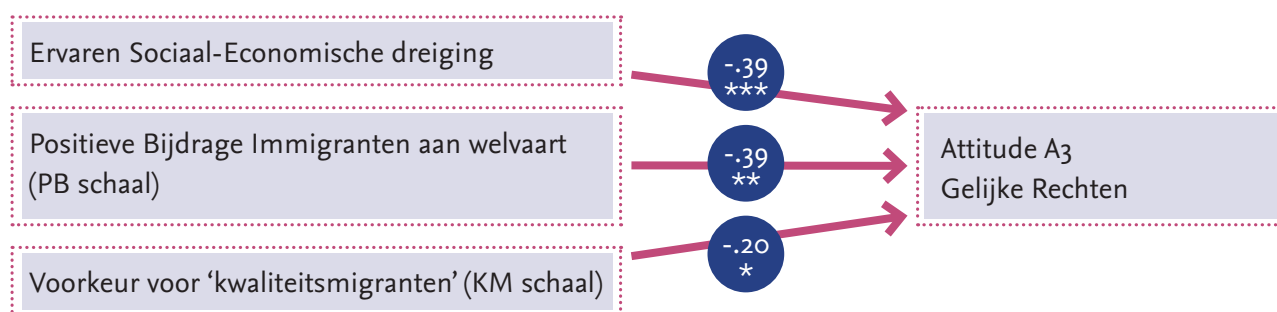 Ervaren Sociaal-Economische dreiging
-.39
***
Positieve Bijdrage Immigranten aan welvaart
(PB schaal)
-.39
**
Attitude A3
Gelijke Rechten
Voorkeur voor ‘kwaliteitsmigranten’ (KM schaal)
-.20
*